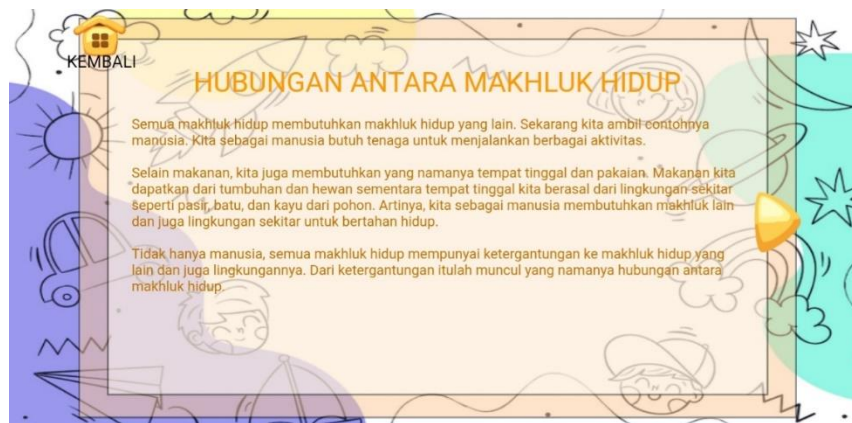 KEMBALI
HUBUNGAN ANTARA MAKHLUK HIDUP
Semua makhluk hidup membutuhkan makhluk hidup yang lain. Sekarang kita ambil contohnya
manusia. Kita sebagai manusia butuh tenaga untuk menjalankan berbagai aktivitas.
Selain makanan, kita juga membutuhkan yang namanya tempat tinggal dan pakaian. Makanan kita
dapatkan dari tumbuhan dan hewan sementara tempat tinggal kita berasal dari lingkungan sekitar
seperti pasir, batu, dan kayu dari pohon. Artinya, kita sebagai manusia membutuhkan makhluk lain
dan juga lingkungan sekitar untuk bertahan hidup.
Tidak hanya manusia, semua makhluk hidup mempunyai ketergantungan ke makhluk hidup yang
lain dan juga lingkungannya. Dari ketergantungan itulah muncul yang namanya hubungan antara
makhluk hidup.